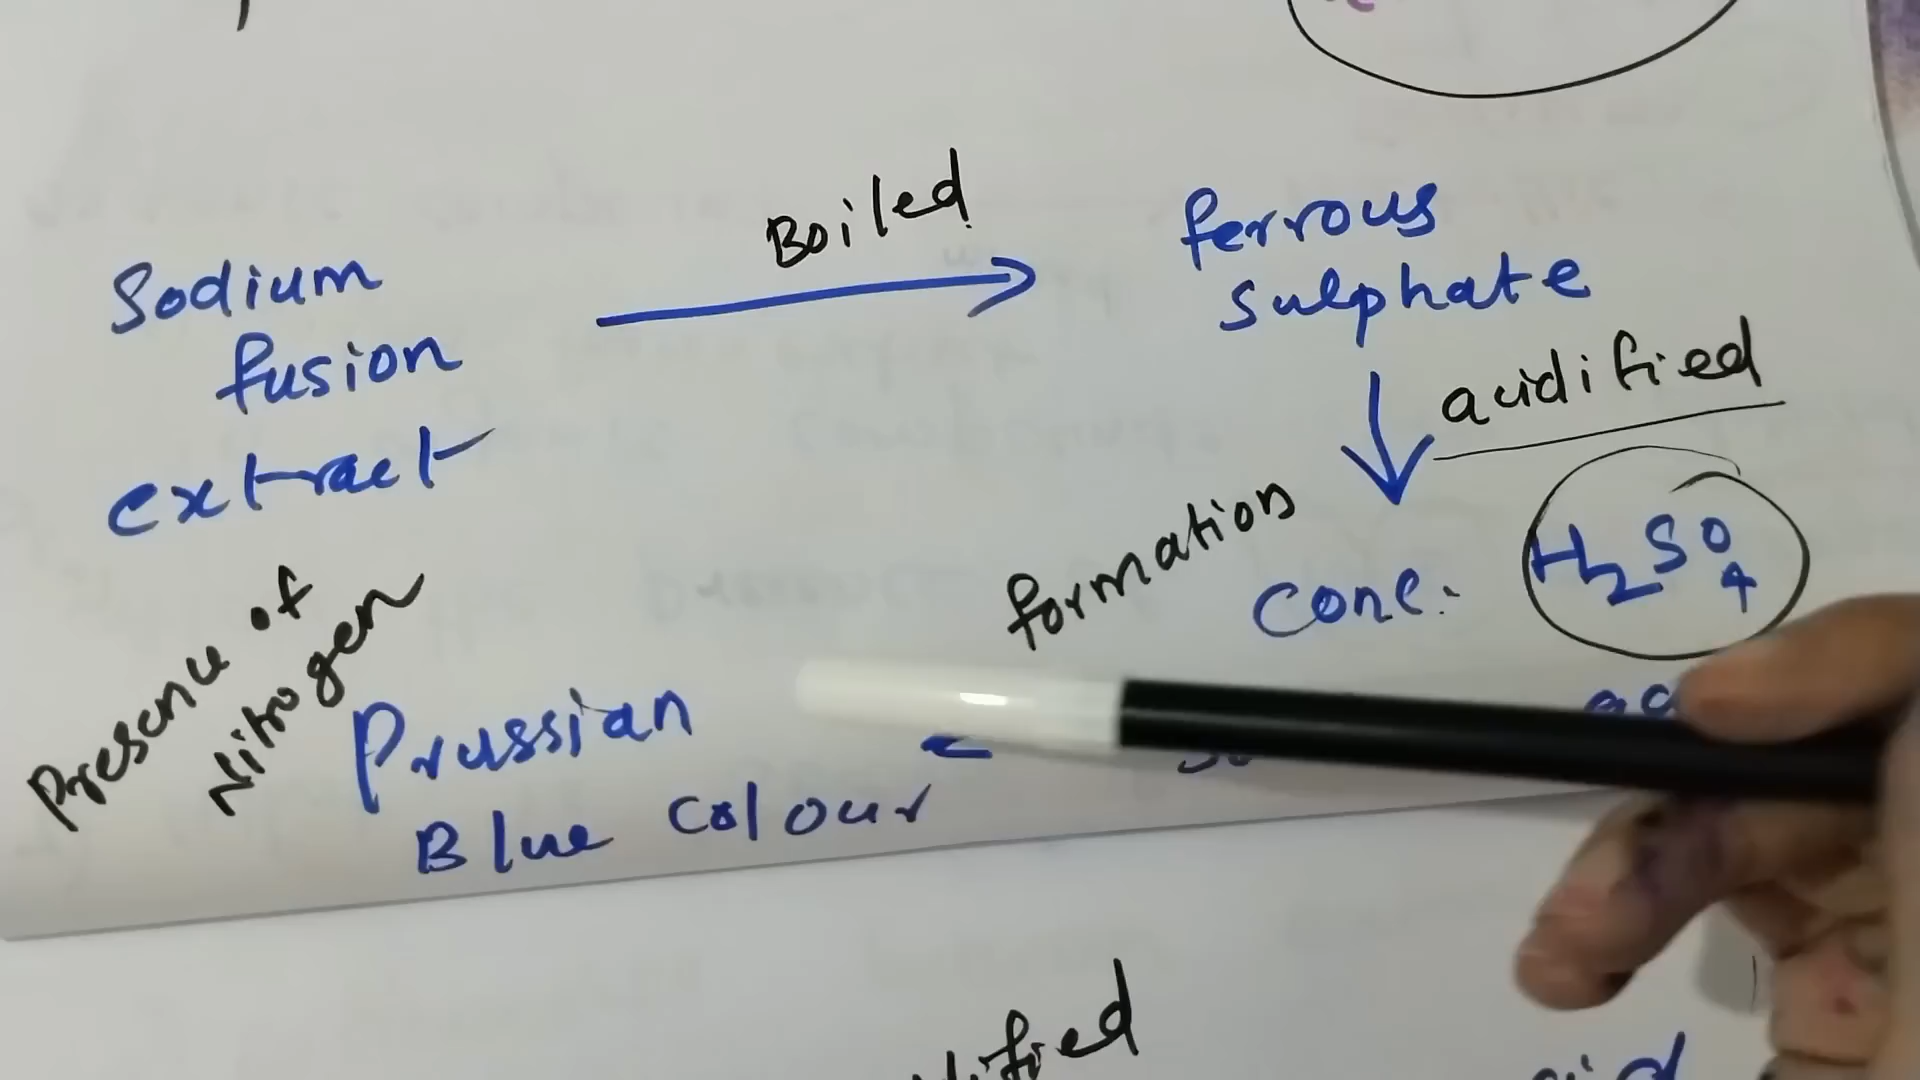 Boiled
Sodium
fusion
extract
ferrous
sulphate
acidified
conc. H2SO4
formation
Prussian
Blue colour
Presence of
Nitrogen